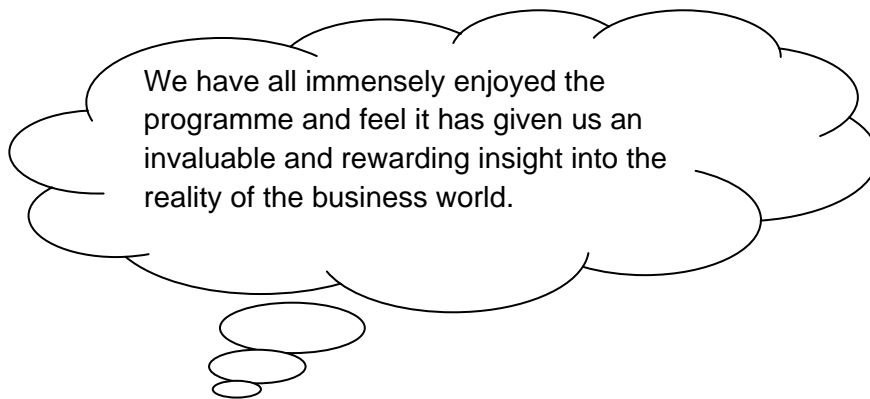 We have all immensely enjoyed the
programme and feel it has given us an
invaluable and rewarding insight into the
reality of the business world.